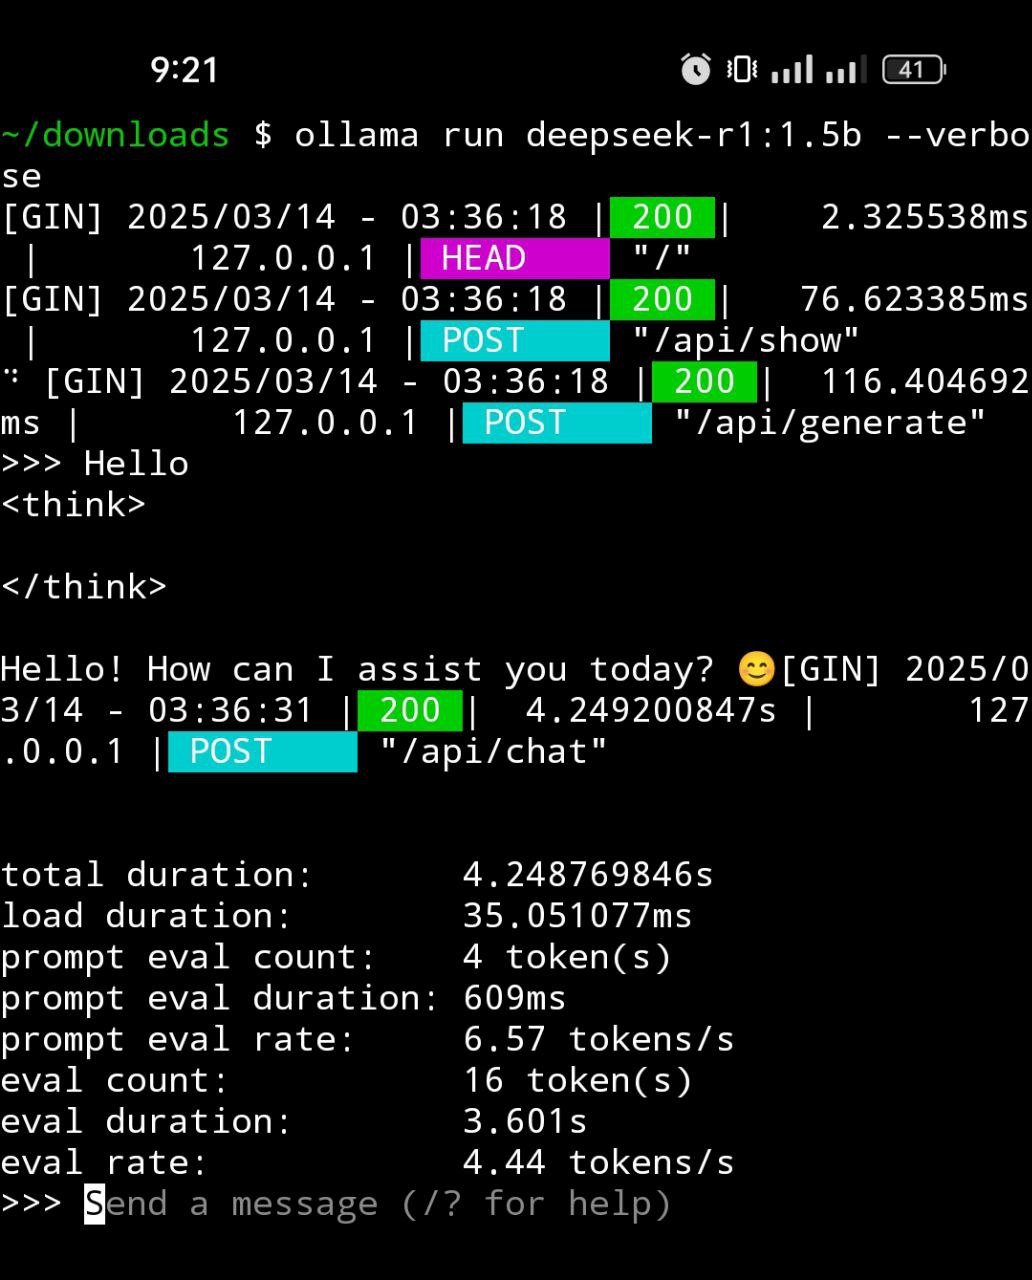 9:21 41
~/downloads $ ollama run deepseek-r1:1.5b --verbo
se
[GIN] 2025/03/14 - 03:36:18 | 200 | 2.325538ms
| 127.0.0.1 | HEAD "/"
[GIN] 2025/03/14 - 03:36:18 | 200 | 76.623385ms
| 127.0.0.1 | POST "/api/show"
⠙ [GIN] 2025/03/14 - 03:36:18 | 200 | 116.404692
ms | 127.0.0.1 | POST "/api/generate"
>>> Hello
<think>
</think>
Hello! How can I assist you today? 😊[GIN] 2025/0
3/14 - 03:36:31 | 200 | 4.249200847s | 127
.0.0.1 | POST "/api/chat"
total duration: 4.248769846s
load duration: 35.051077ms
prompt eval count: 4 token(s)
prompt eval duration: 609ms
prompt eval rate: 6.57 tokens/s
eval count: 16 token(s)
eval duration: 3.601s
eval rate: 4.44 tokens/s
>>> Send a message (/? for help)